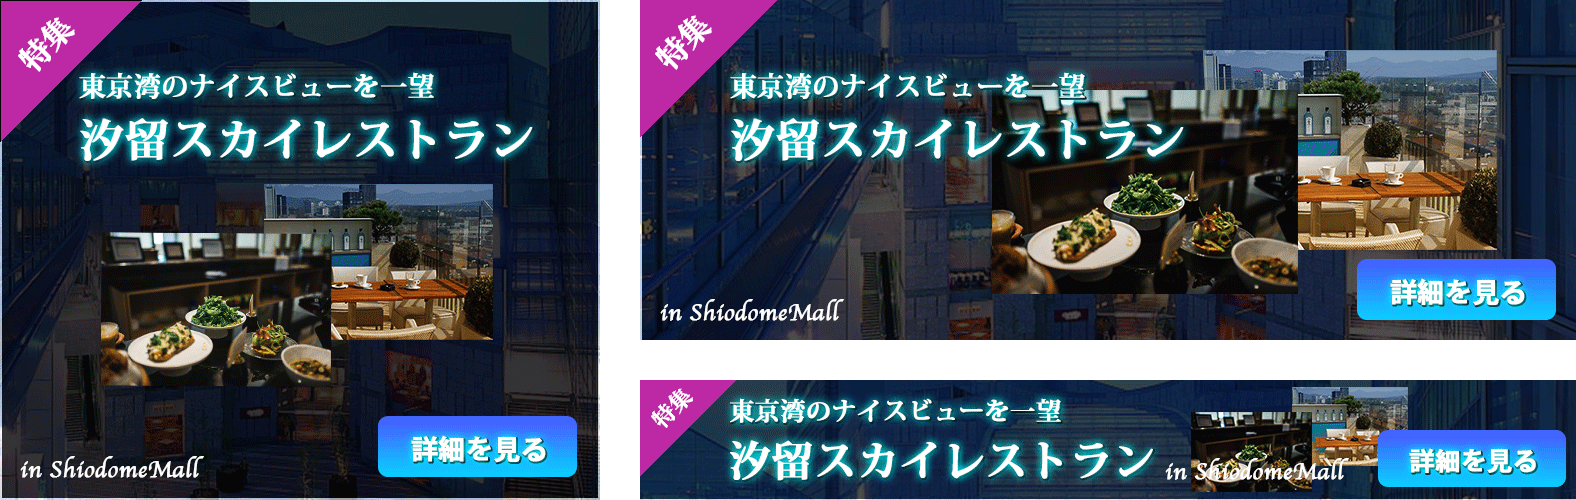 特集
東京湾のナイスビューを一望
汐留スカイレストラン
in ShiodomeMall
詳細を見る
特集
東京湾のナイスビューを一望
汐留スカイレストラン
in ShiodomeMall
詳細を見る
特集
東京湾のナイスビューを一望
汐留スカイレストラン
in ShiodomeMall
詳細を見る